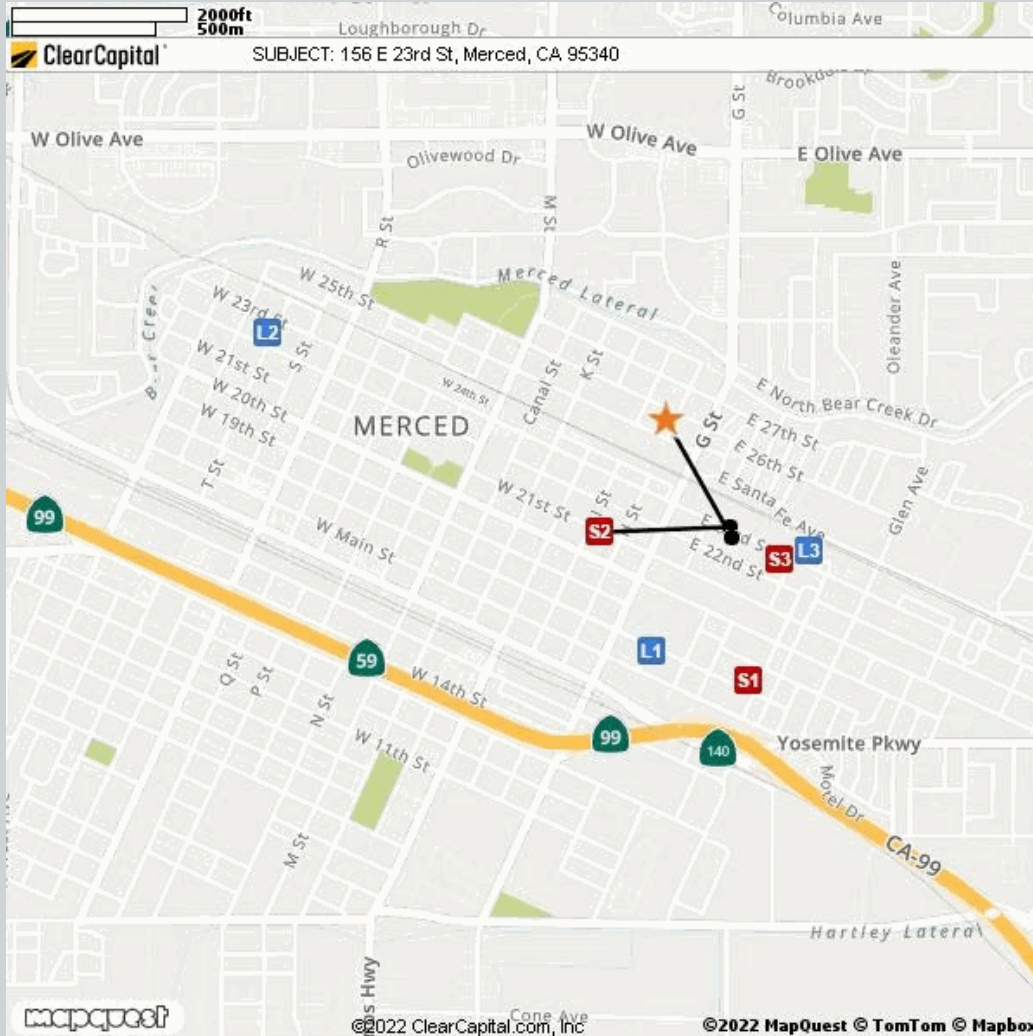 2000ft
500m
Loughborough Dr
Columbia Ave
ClearCapital
SUBJECT: 156 E 23rd St, Merced, CA 95340
G St
W Olive Ave
W Olive Ave
E Olive Ave
Olivewood Dr
R St
M St
Merced Lateral
W 25th St
Oleander Ave
W 23rd St
L2
S St
W 21st St
W 20th St
W 19th St
W 24th St
Canal St
K St
E North Bear Creek Dr
MERCED
G St
E 27th St
E 26th St
T St
W 21st St
E Santa Fe Ave
Glen Ave
99
W Main St
S2
E 22nd St
S3
L3
L1
59
S1
Q St
P St
N St
W 14th St
99
140
Yosemite Pkwy
W 11th St
Motel Dr
M St
CA-99
Hartley Lateral
Hwy
Cone Ave
mapquest
©2022 ClearCapital.com, Inc
©2022 MapQuest © TomTom © Mapbox